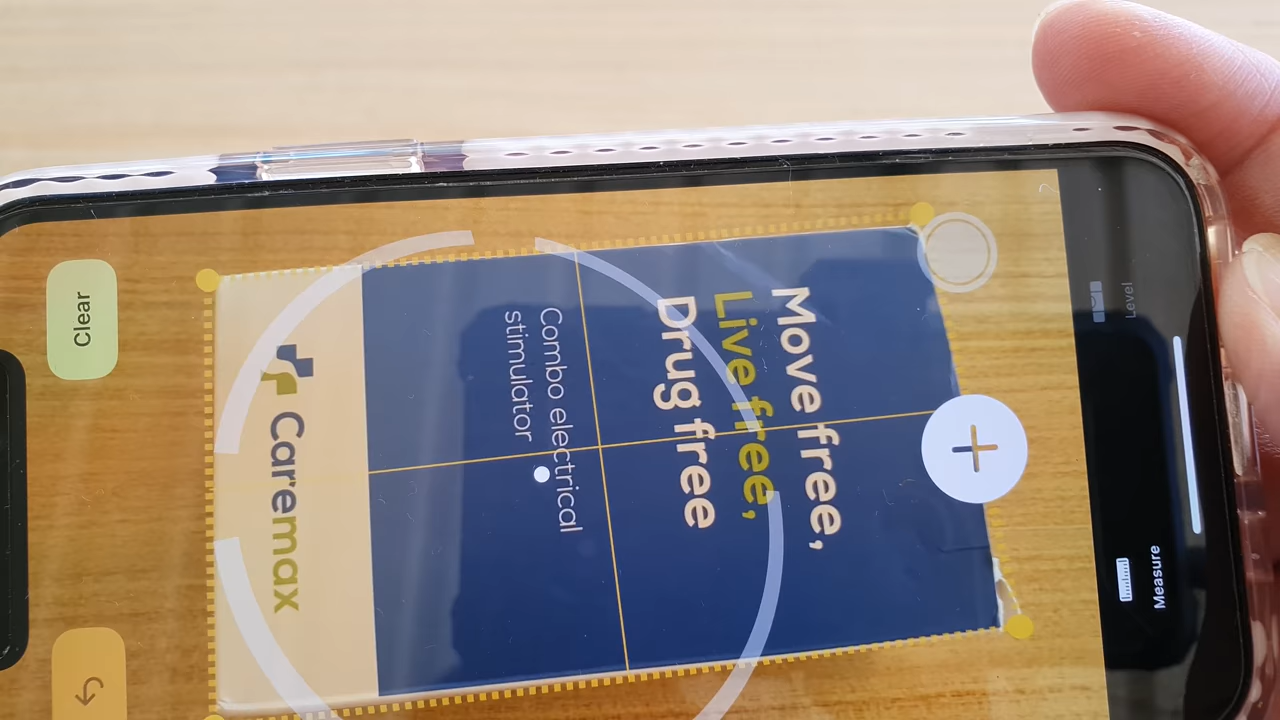 Clear
Move free,
Live free,
Drug free
Combo electrical
stimulator
Caremax
Level
Measure